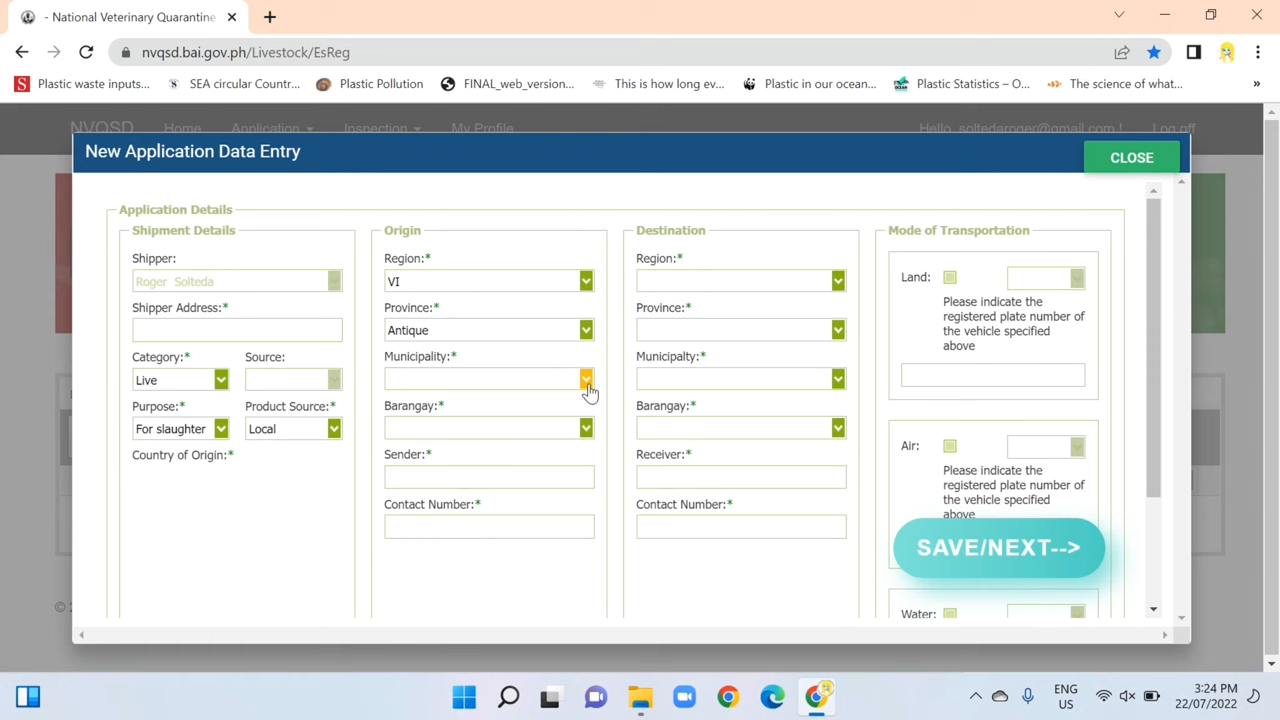 - National Veterinary Quarantine
nvqsd.bai.gov.ph/Livestock/EsReg
Plastic waste inputs...
SEA circular Countr...
Plastic Pollution
FINAL_web_version...
This is how long ev...
Plastic in our ocean...
Plastic Statistics – O...
The science of what...
»
NVQSD Home Application Inspection My Profile Hello, soltedaroger@gmail.com ! Log off
New Application Data Entry
CLOSE
Application Details
Shipment Details
Shipper:
Roger Solteda
Shipper Address:*
Category:* Source:
Live
Purpose:* Product Source:*
For slaughter Local
Country of Origin:*
Origin
Region:*
VI
Province:*
Antique
Municipality:*
Barangay:*
Sender:*
Contact Number:*
Destination
Region:*
Province:*
Municipalty:*
Barangay:*
Receiver:*
Contact Number:*
Mode of Transportation
Land:
Please indicate the
registered plate number of
the vehicle specified
above
Air:
Please indicate the
registered plate number of
the vehicle specified
above
SAVE/NEXT-->
Water:
©
ENG
US
3:24 PM
22/07/2022